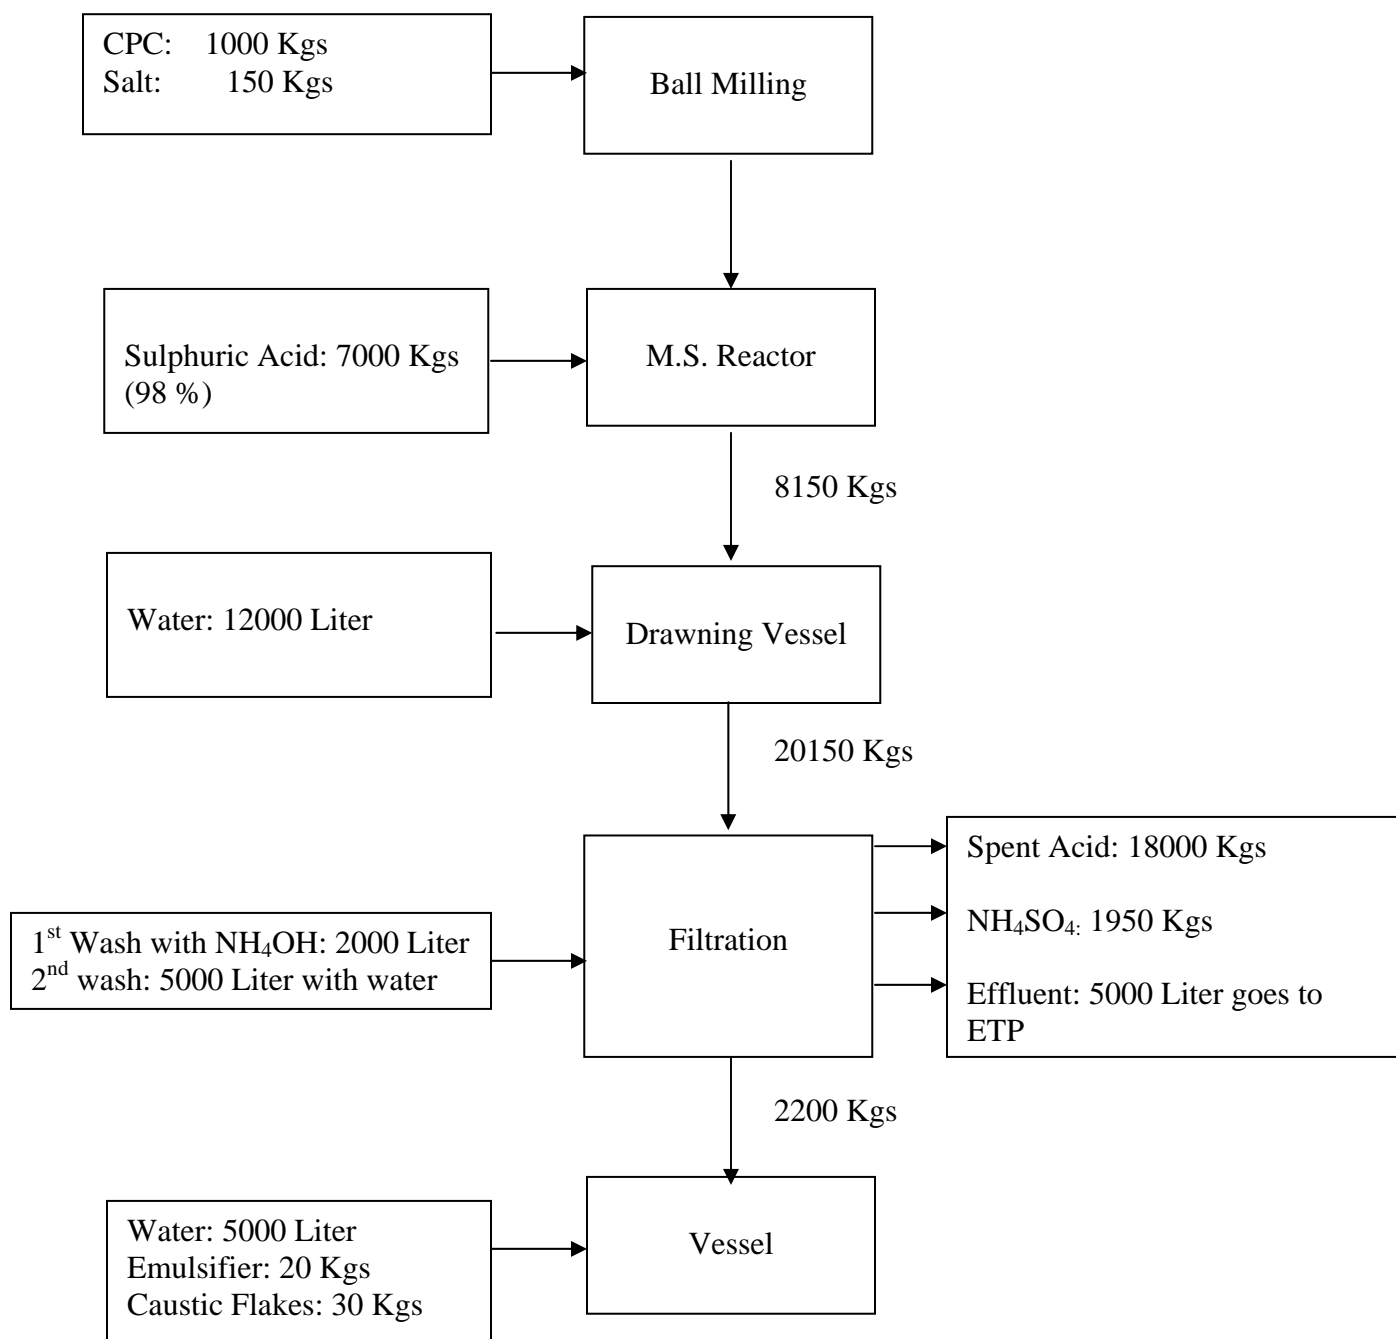 CPC: 1000 Kgs
Salt: 150 Kgs
Ball Milling
Sulphuric Acid: 7000 Kgs
(98 %)
M.S. Reactor
8150 Kgs
Water: 12000 Liter
Drawning Vessel
20150 Kgs
1st Wash with NH4OH: 2000 Liter
2nd wash: 5000 Liter with water
Filtration
Spent Acid: 18000 Kgs
NH4SO4: 1950 Kgs
Effluent: 5000 Liter goes to
ETP
2200 Kgs
Water: 5000 Liter
Emulsifier: 20 Kgs
Caustic Flakes: 30 Kgs
Vessel